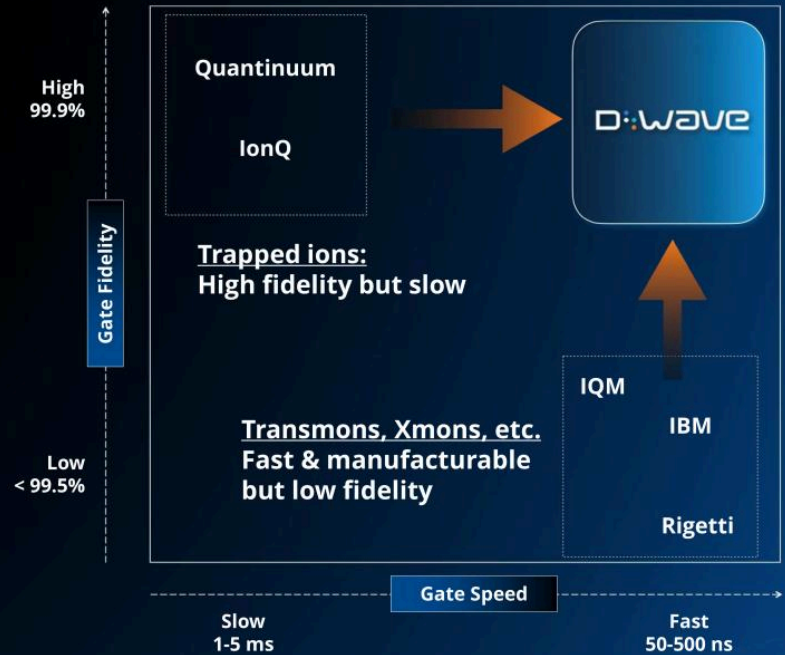 High
99.9%
Gate Fidelity
Low
< 99.5%
Quantinuum
IonQ
D:wave
Trapped ions:
High fidelity but slow
IQM
IBM
Rigetti
Transmons, Xmons, etc.
Fast & manufacturable
but low fidelity
Gate Speed
Slow
1-5 ms
Fast
50-500 ns